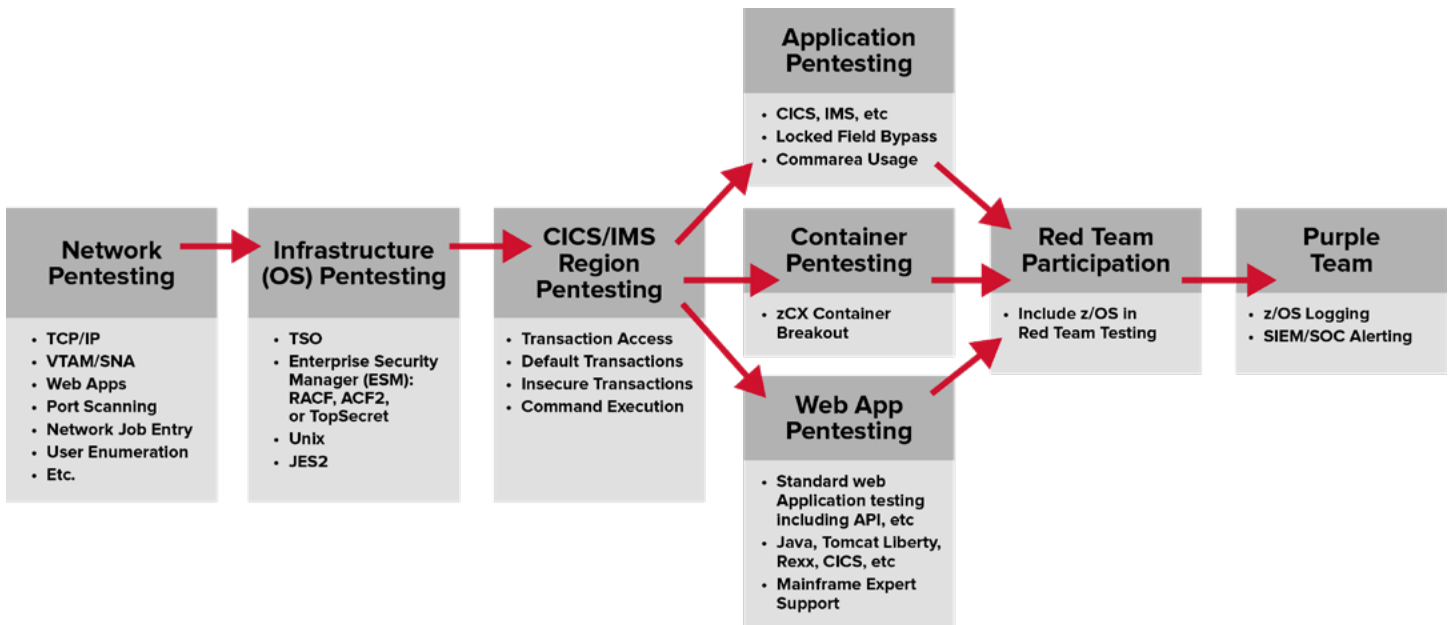 Network
Pentesting
• TCP/IP
• VTAM/SNA
• Web Apps
• Port Scanning
• Network Job Entry
• User Enumeration
• Etc.
Infrastructure
(OS) Pentesting
• TSO
• Enterprise Security
Manager (ESM):
RACF, ACF2,
or TopSecret
• Unix
• JES2
CICS/IMS
Region
Pentesting
• Transaction Access
• Default Transactions
• Insecure Transactions
• Command Execution
Application
Pentesting
• CICS, IMS, etc
• Locked Field Bypass
• Commarea Usage
Container
Pentesting
• zCX Container
Breakout
Web App
Pentesting
• Standard web
Application testing
including API, etc
• Java, Tomcat Liberty,
Rexx, CICS, etc
• Mainframe Expert
Support
Red Team
Participation
• Include z/OS in
Red Team Testing
Purple
Team
• z/OS Logging
• SIEM/SOC Alerting